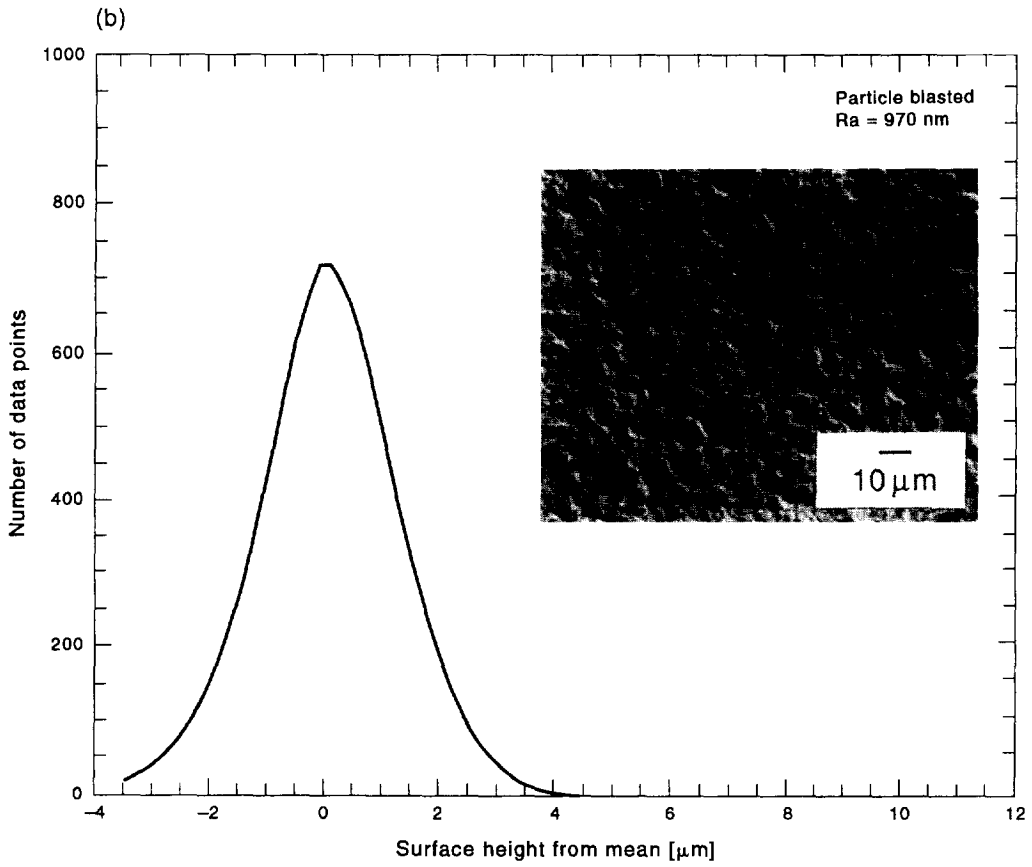 (b)
1000
800
600
400
200
0
Number of data points
Particle blasted
Ra = 970 nm
10 μm
−4
−2
0
2
4
6
8
10
12
Surface height from mean [μm]